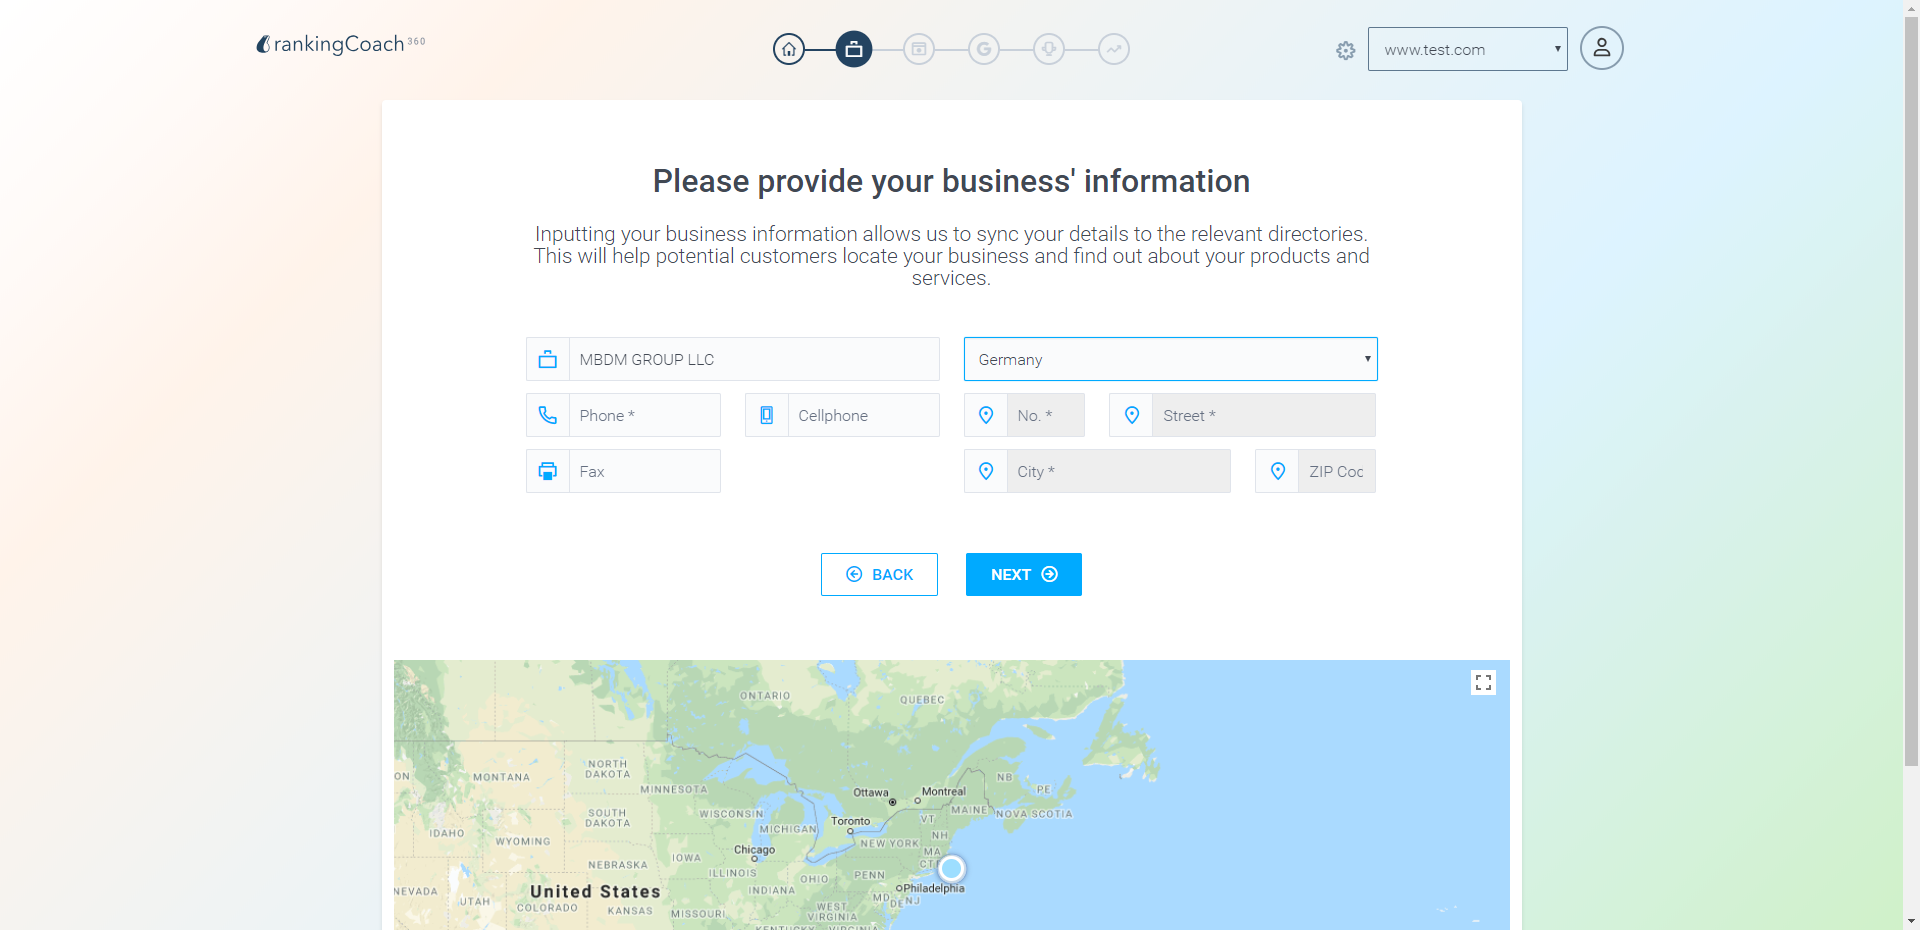 rankingCoach 360
www.test.com
Please provide your business' information
Inputting your business information allows us to sync your details to the relevant directories.
This will help potential customers locate your business and find out about your products and
services.
MBDM GROUP LLC
Germany
Phone *
Cellphone
No. *
Street *
Fax
City *
ZIP Coc
BACK
NEXT
ONTARIO
QUEBEC
ON
MONTANA
NORTH
DAKOTA
MINNESOTA
Ottawa
Montreal
NB
PE
MAINE
NOVA SCOTIA
SOUTH
DAKOTA
WISCONSIN
MICHIGAN
Toronto
VT
NH
IDAHO
WYOMING
NEW YORK
MA
CT
Chicago
IOWA
NEBRASKA
ILLINOIS
INDIANA
OHIO
PENN
Philadelphia
NEVADA
United States
UTAH
COLORADO
KANSAS
MISSOURI
WEST
VIRGINIA
MD
DE
NJ
KENTUCKY
VIRGINIA